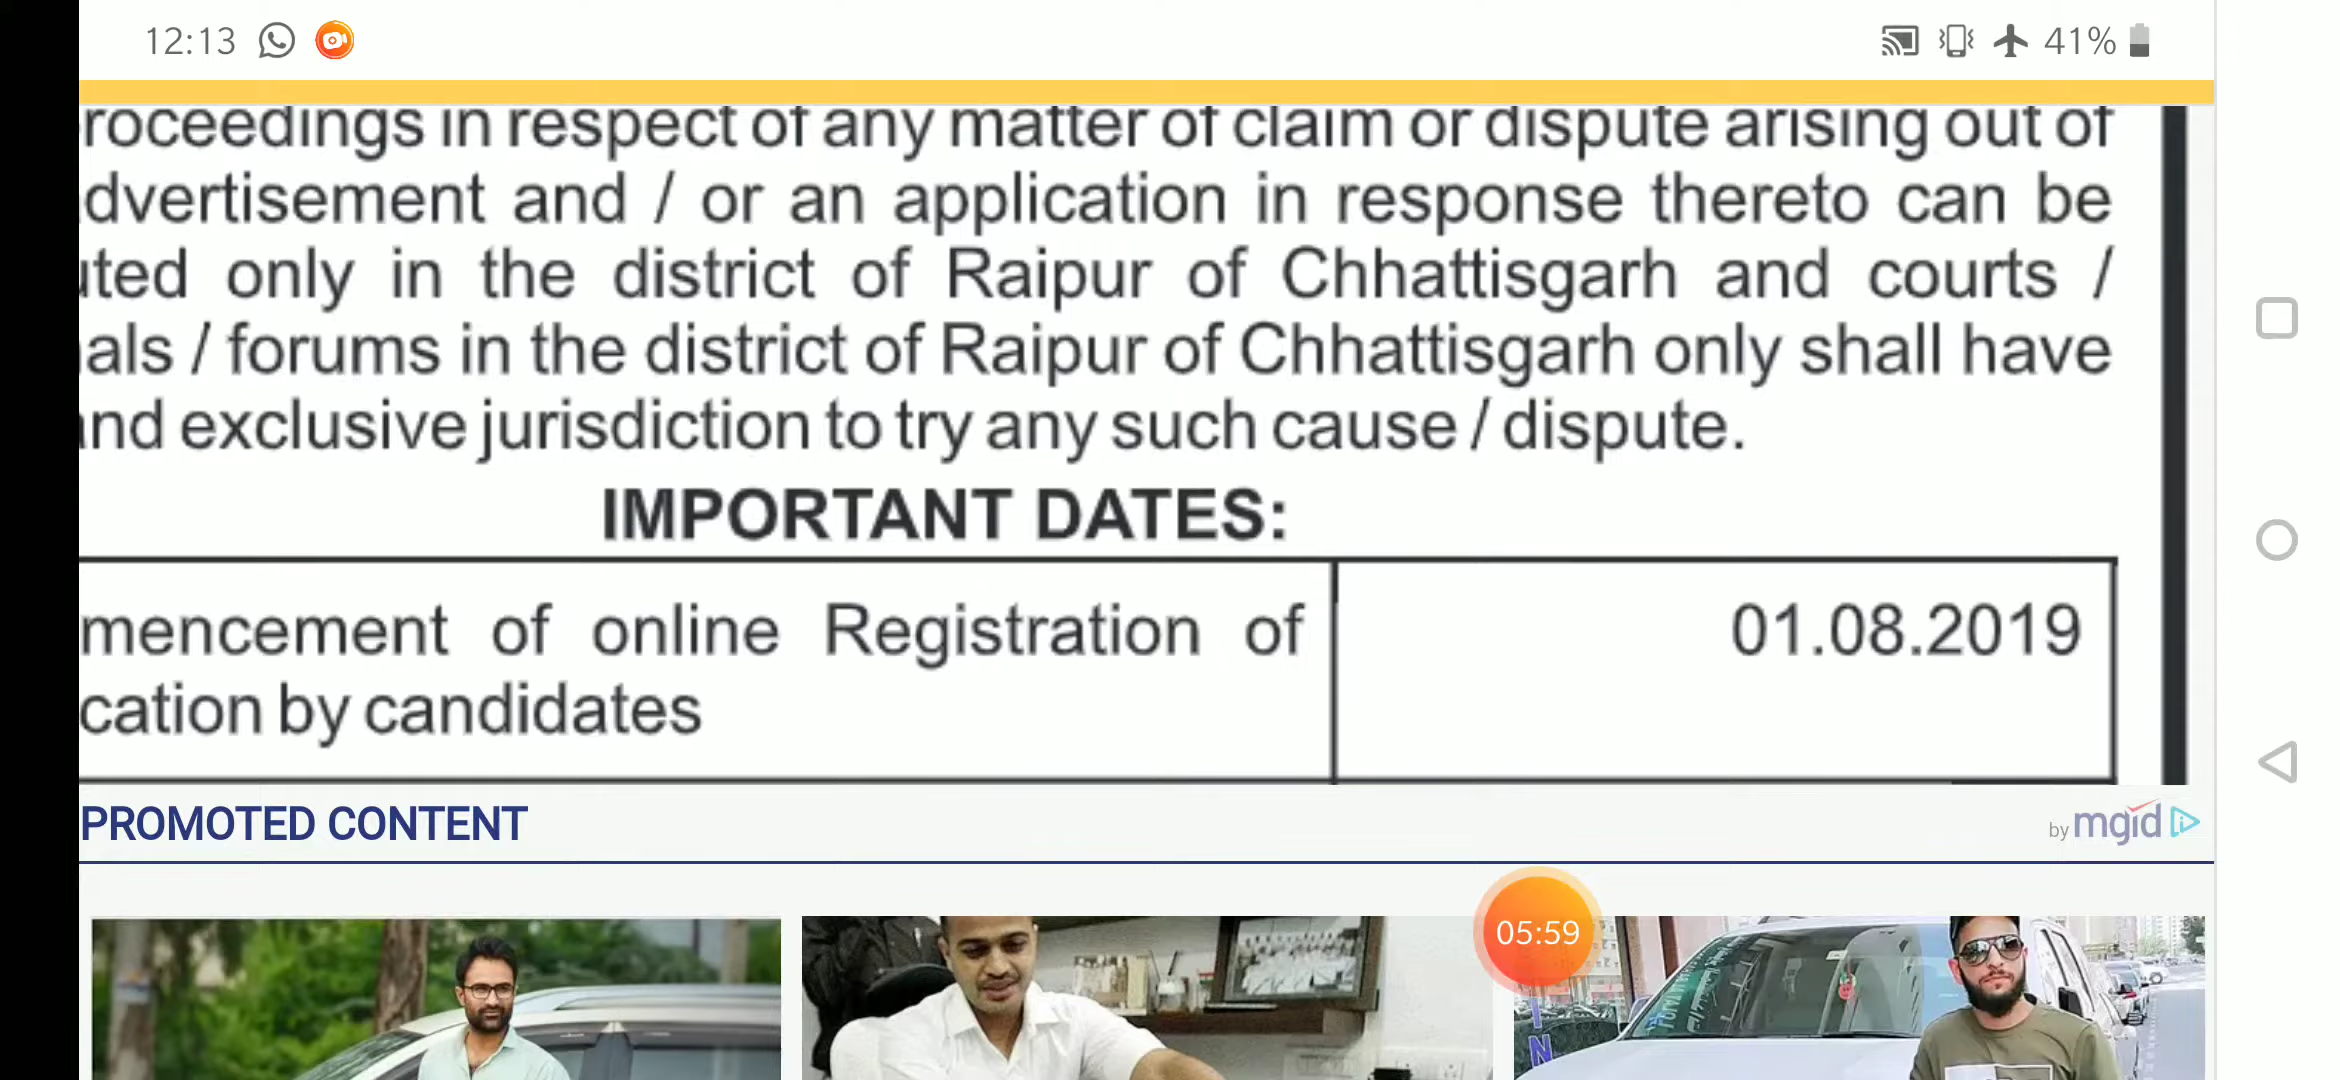 12:13
41%
roceedings in respect of any matter of claim or dispute arising out of
dvertisement and / or an application in response thereto can be
uted only in the district of Raipur of Chhattisgarh and courts /
als / forums in the district of Raipur of Chhattisgarh only shall have
and exclusive jurisdiction to try any such cause / dispute.
IMPORTANT DATES:
mencement of online Registration of
cation by candidates
01.08.2019
PROMOTED CONTENT
by mgid
05:59